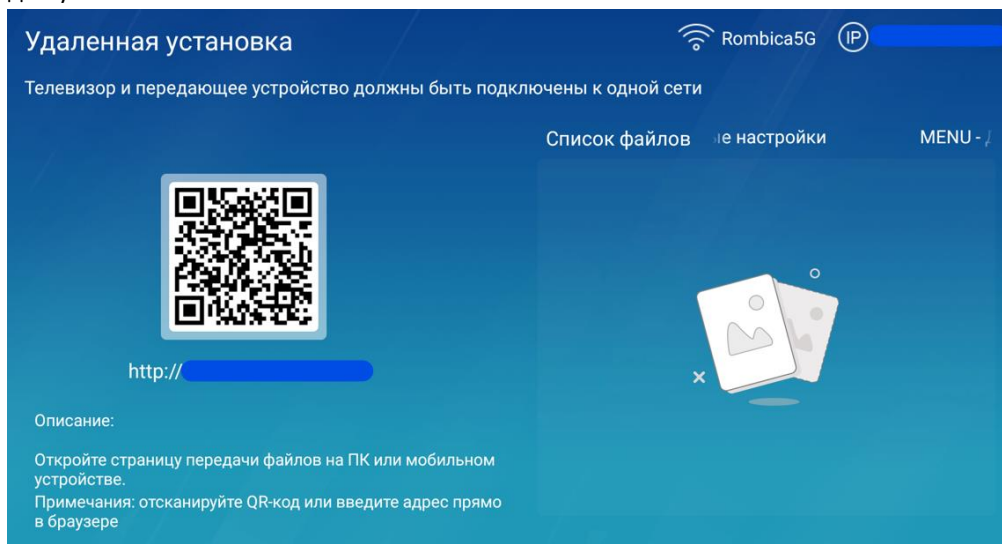 Удаленная установка
Rombica5G
IP
Телевизор и передающее устройство должны быть подключены к одной сети
Список файлов
настройки
MENU -
http://
Описание:
Откройте страницу передачи файлов на ПК или мобильном
устройстве.
Примечания: отсканируйте QR-код или введите адрес прямо
в браузере